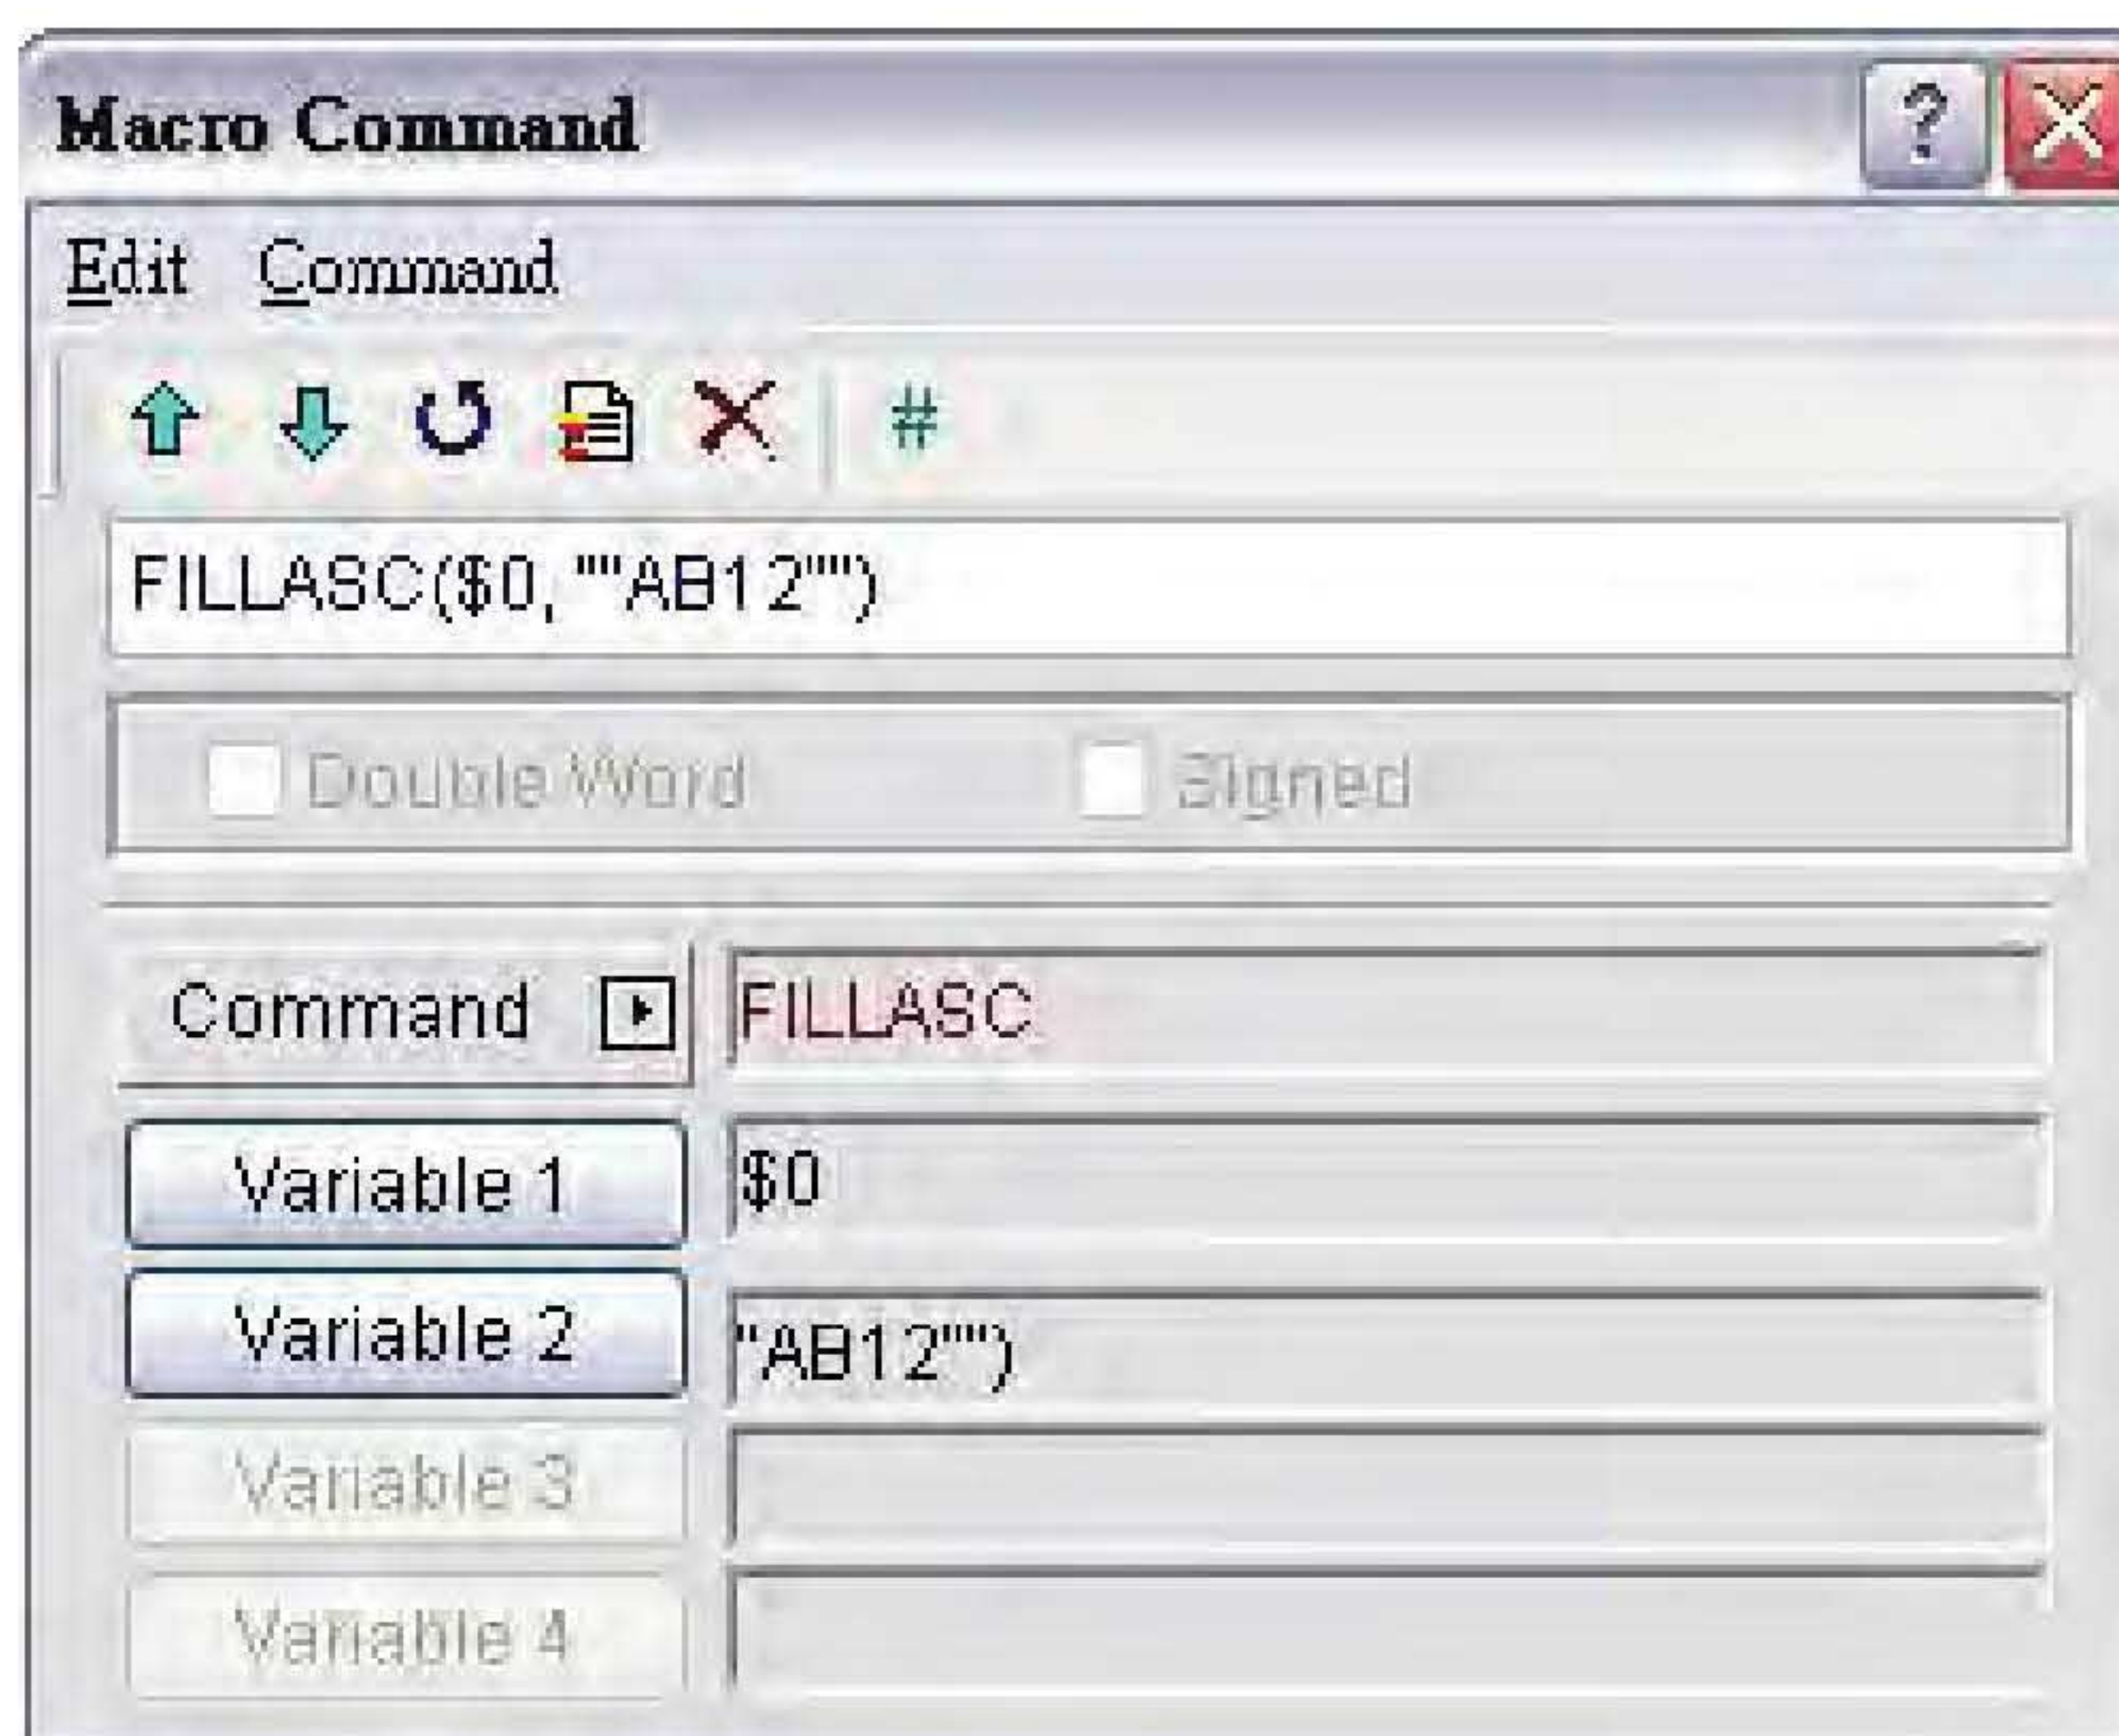 Macro Command
Edit Command
#
FILLASC($0, ""AB12"")
Double Word Signed
Command FILLASC
Variable 1 $0
Variable 2 "AB12"")
Variable 3
Variable 4